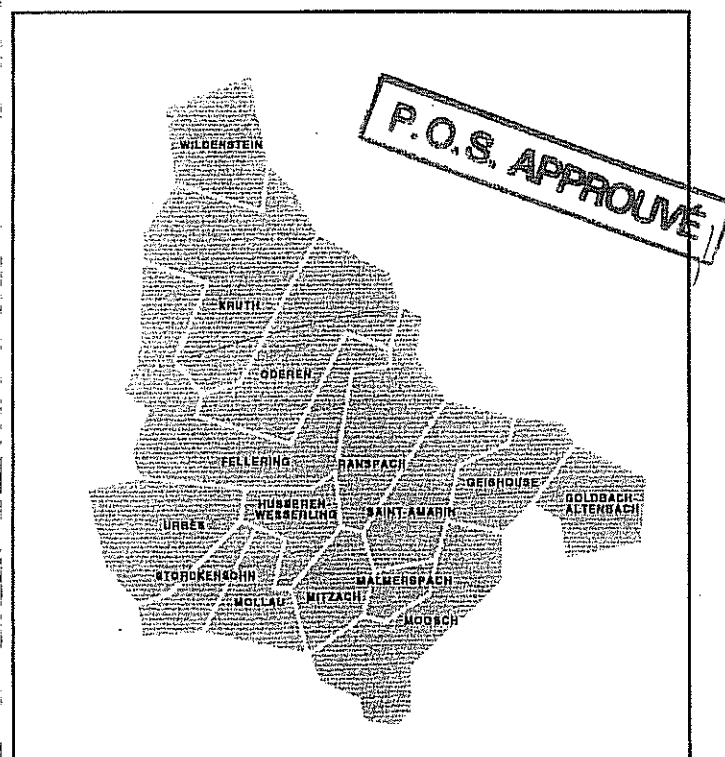 P.O.S. APPROUVÉ
WILDENSTEIN
KRUTH
ODEREN
FELLERING
RANSPACH
GEISHOUSE
GOLDBACH-
ALTENBACH
HUSSEREN-
WESSERLING
SAINT-AMARIN
URBES
STORCKENSOHN
MALMERSPACH
MOLLAU
MITZACH
MOOSCH